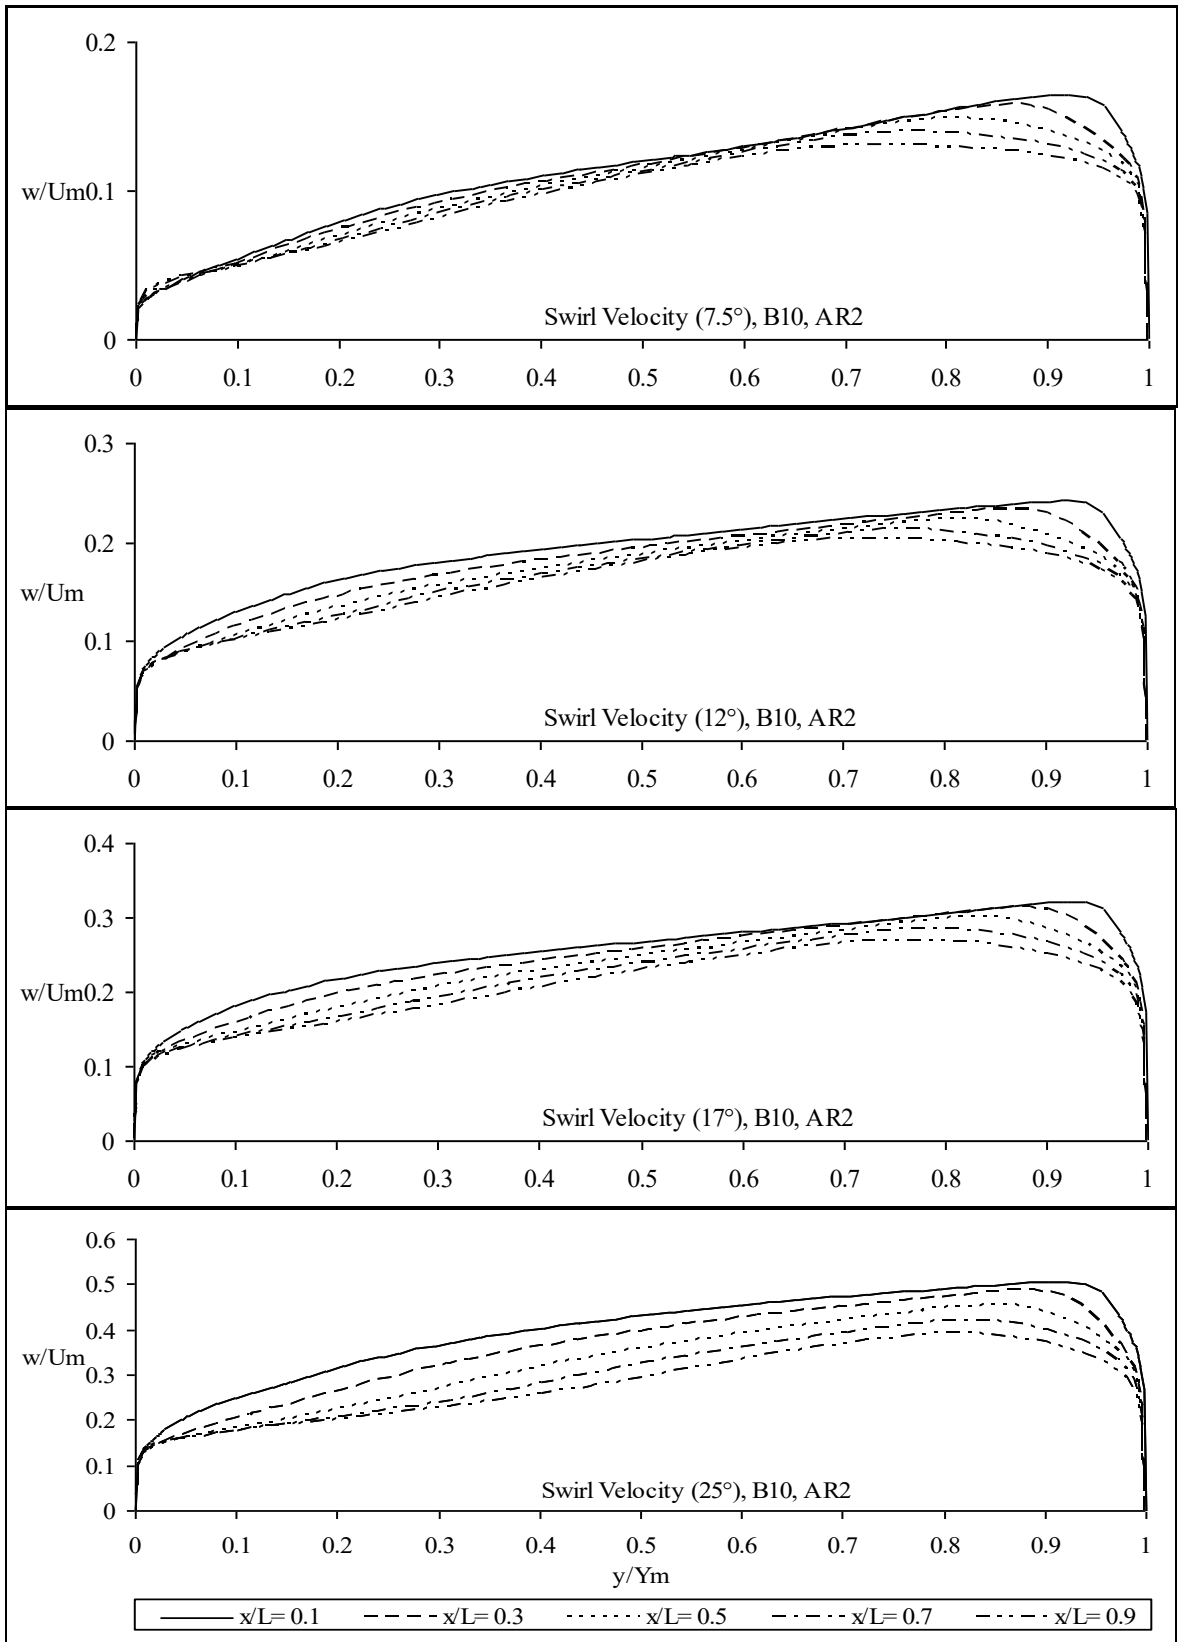 0.2
w/Um0.1
Swirl Velocity (7.5°), B10, AR2
0
0 0.1 0.2 0.3 0.4 0.5 0.6 0.7 0.8 0.9 1
0.3
0.2
w/Um
0.1
Swirl Velocity (12°), B10, AR2
0
0 0.1 0.2 0.3 0.4 0.5 0.6 0.7 0.8 0.9 1
0.4
0.3
w/Um0.2
0.1
Swirl Velocity (17°), B10, AR2
0
0 0.1 0.2 0.3 0.4 0.5 0.6 0.7 0.8 0.9 1
0.6
0.5
0.4
w/Um
0.3
0.2
0.1
Swirl Velocity (25°), B10, AR2
0
0 0.1 0.2 0.3 0.4 0.5 0.6 0.7 0.8 0.9 1
y/Ym
x/L= 0.1 x/L= 0.3 x/L= 0.5 x/L= 0.7 x/L= 0.9